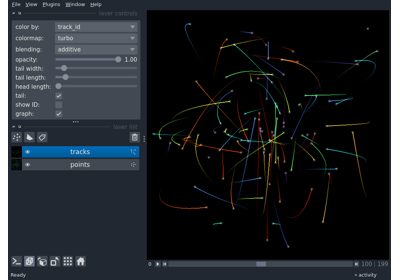 File View Plugins Window Help
layer controls
color by: track_id
colormap: turbo
blending: additive
opacity: 1.00
tail width:
tail length:
head length:
tail:
show ID:
graph:
layer list
tracks
points
100 199
Ready activity